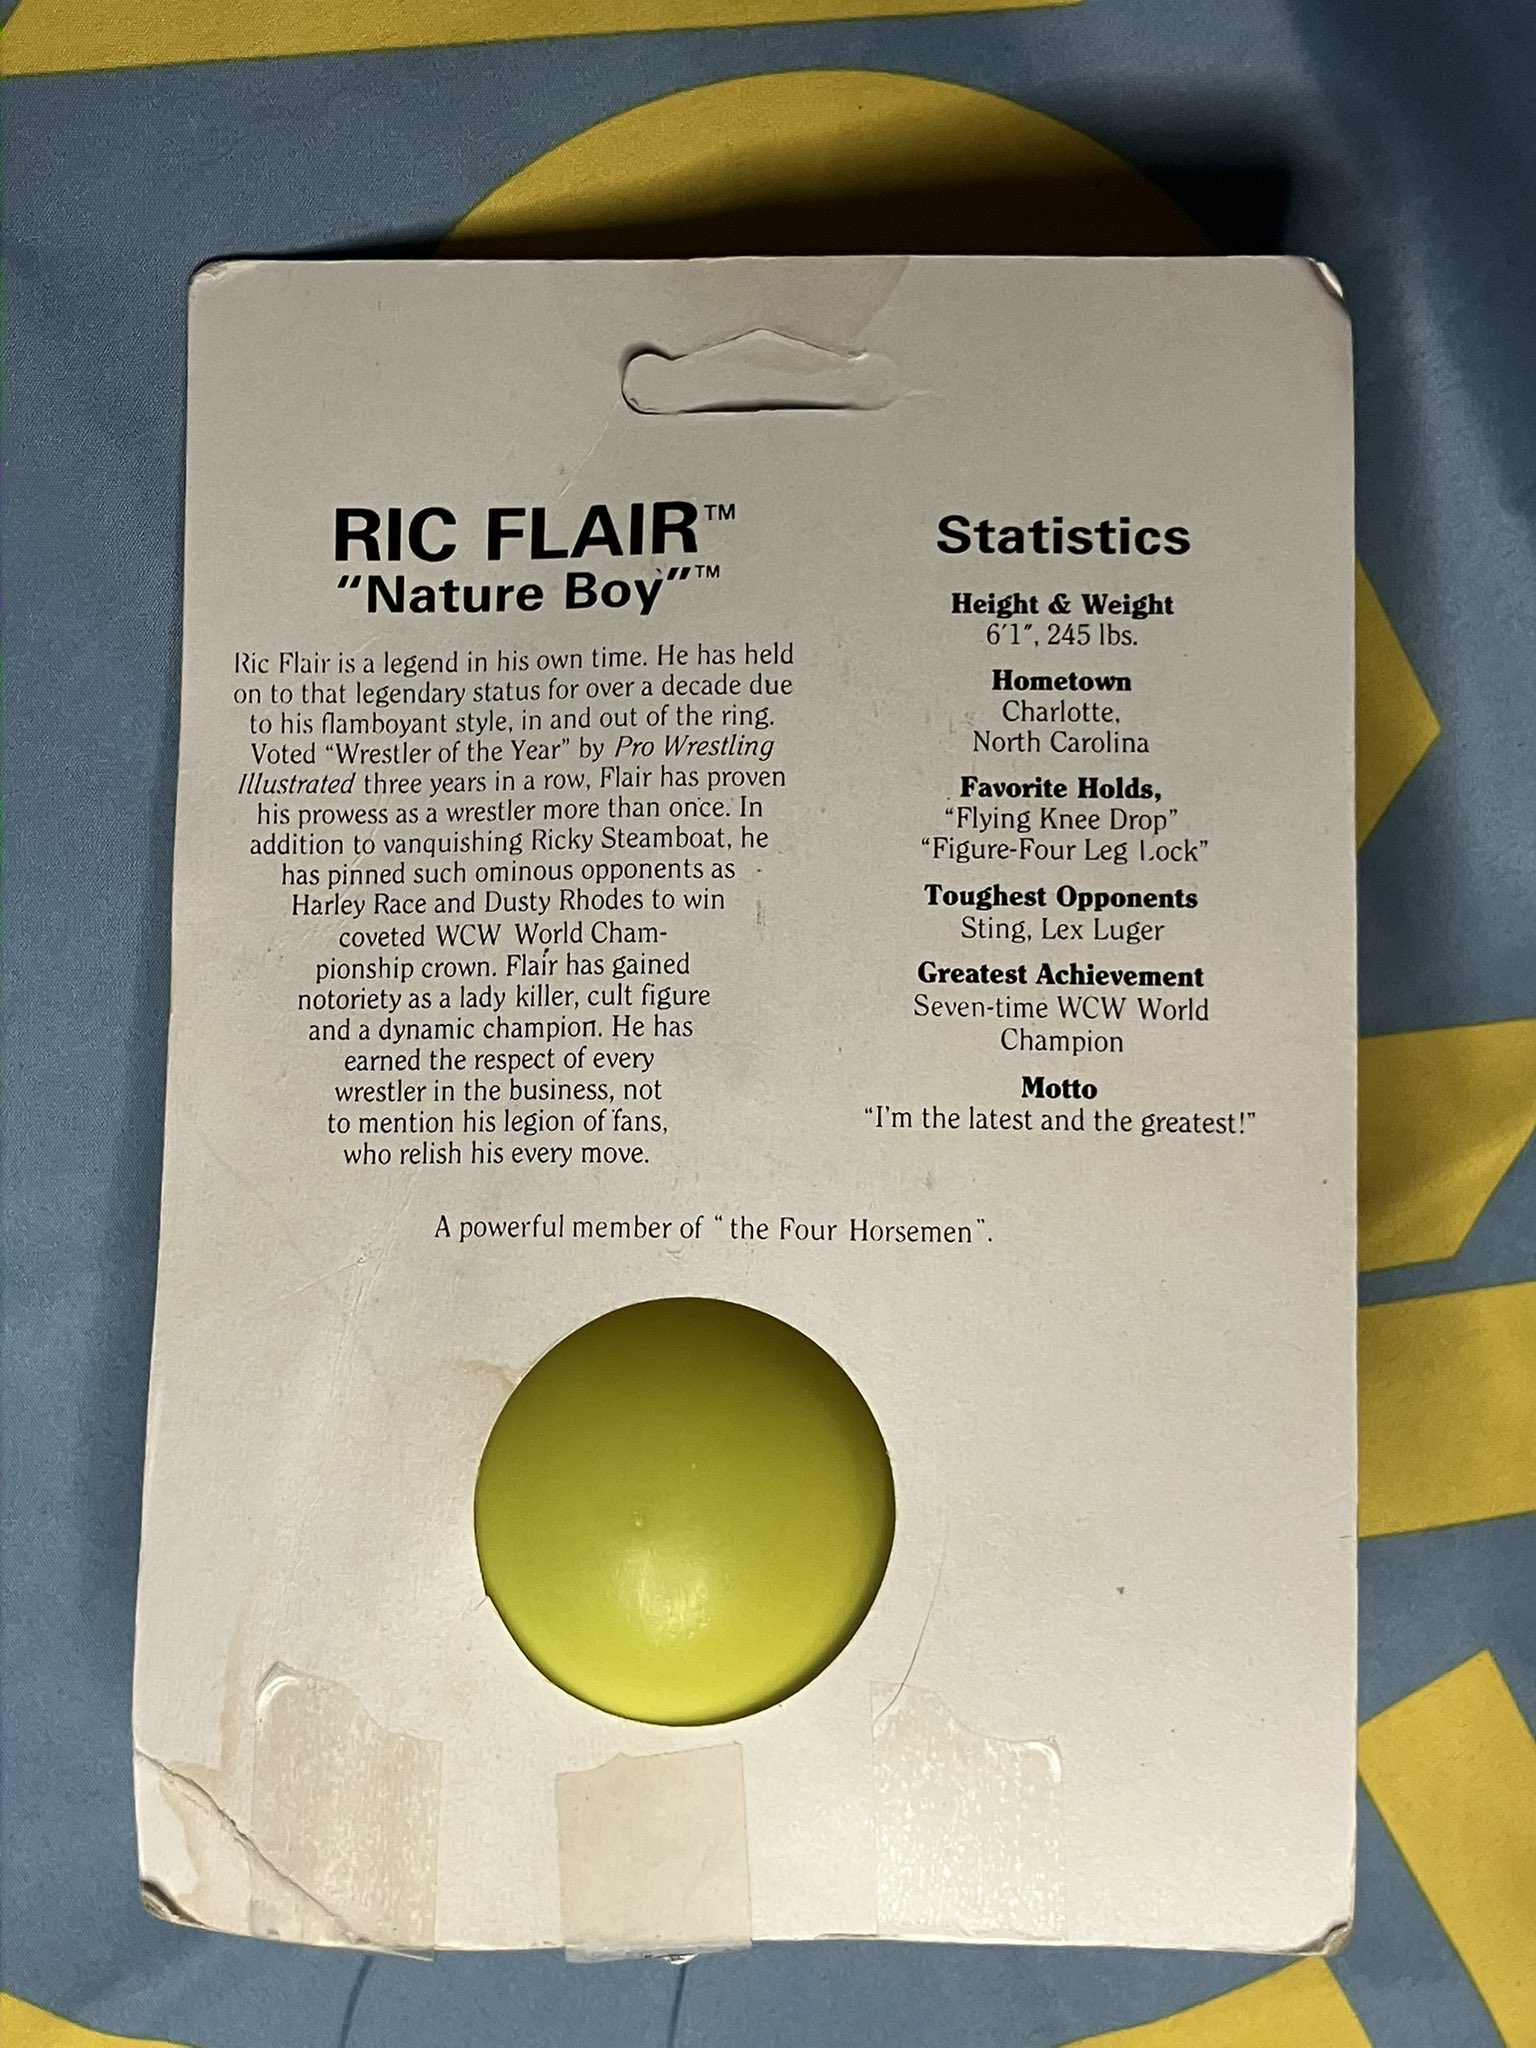 RIC FLAIR™
"Nature Boy"™
Ric Flair is a legend in his own time. He has held
on to that legendary status for over a decade due
to his flamboyant style, in and out of the ring.
Voted "Wrestler of the Year" by Pro Wrestling
Illustrated three years in a row, Flair has proven
his prowess as a wrestler more than once. In
addition to vanquishing Ricky Steamboat, he
has pinned such ominous opponents as
Harley Race and Dusty Rhodes to win
coveted WCW World Cham-
pionship crown. Flair has gained
notoriety as a lady killer, cult figure
and a dynamic champion. He has
earned the respect of every
wrestler in the business, not
to mention his legion of fans,
who relish his every move.
Statistics
Height & Weight
6'1", 245 lbs.
Hometown
Charlotte,
North Carolina
Favorite Holds,
"Flying Knee Drop"
"Figure-Four Leg Lock"
Toughest Opponents
Sting, Lex Luger
Greatest Achievement
Seven-time WCW World
Champion
Motto
"I'm the latest and the greatest!"
A powerful member of "the Four Horsemen".